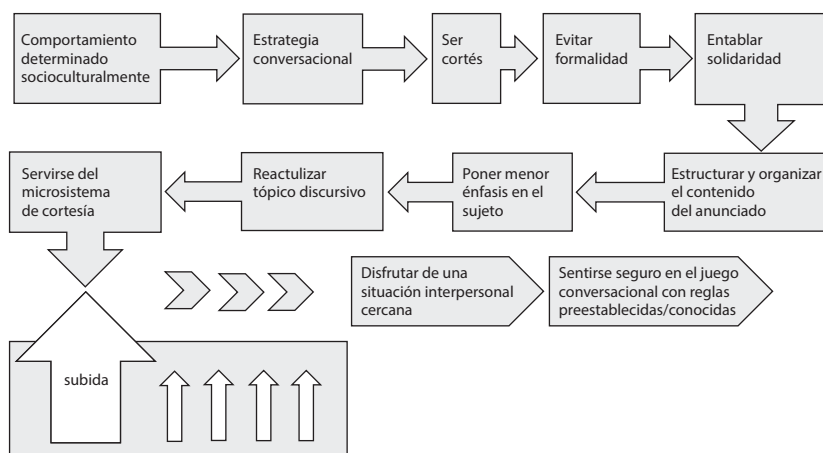 Comportamiento
determinado
socioculturalmente
Estrategia
conversacional
Ser
cortés
Evitar
formalidad
Entablar
solidaridad
Estructurar y organizar
el contenido
del anunciado
Poner menor
énfasis en el
sujeto
Reactulizar
tópico discursivo
Servirse del
microsistema
de cortesía
Disfrutar de una
situación interpersonal
cercana
Sentirse seguro en el juego
conversacional con reglas
preestablecidas/conocidas
subida